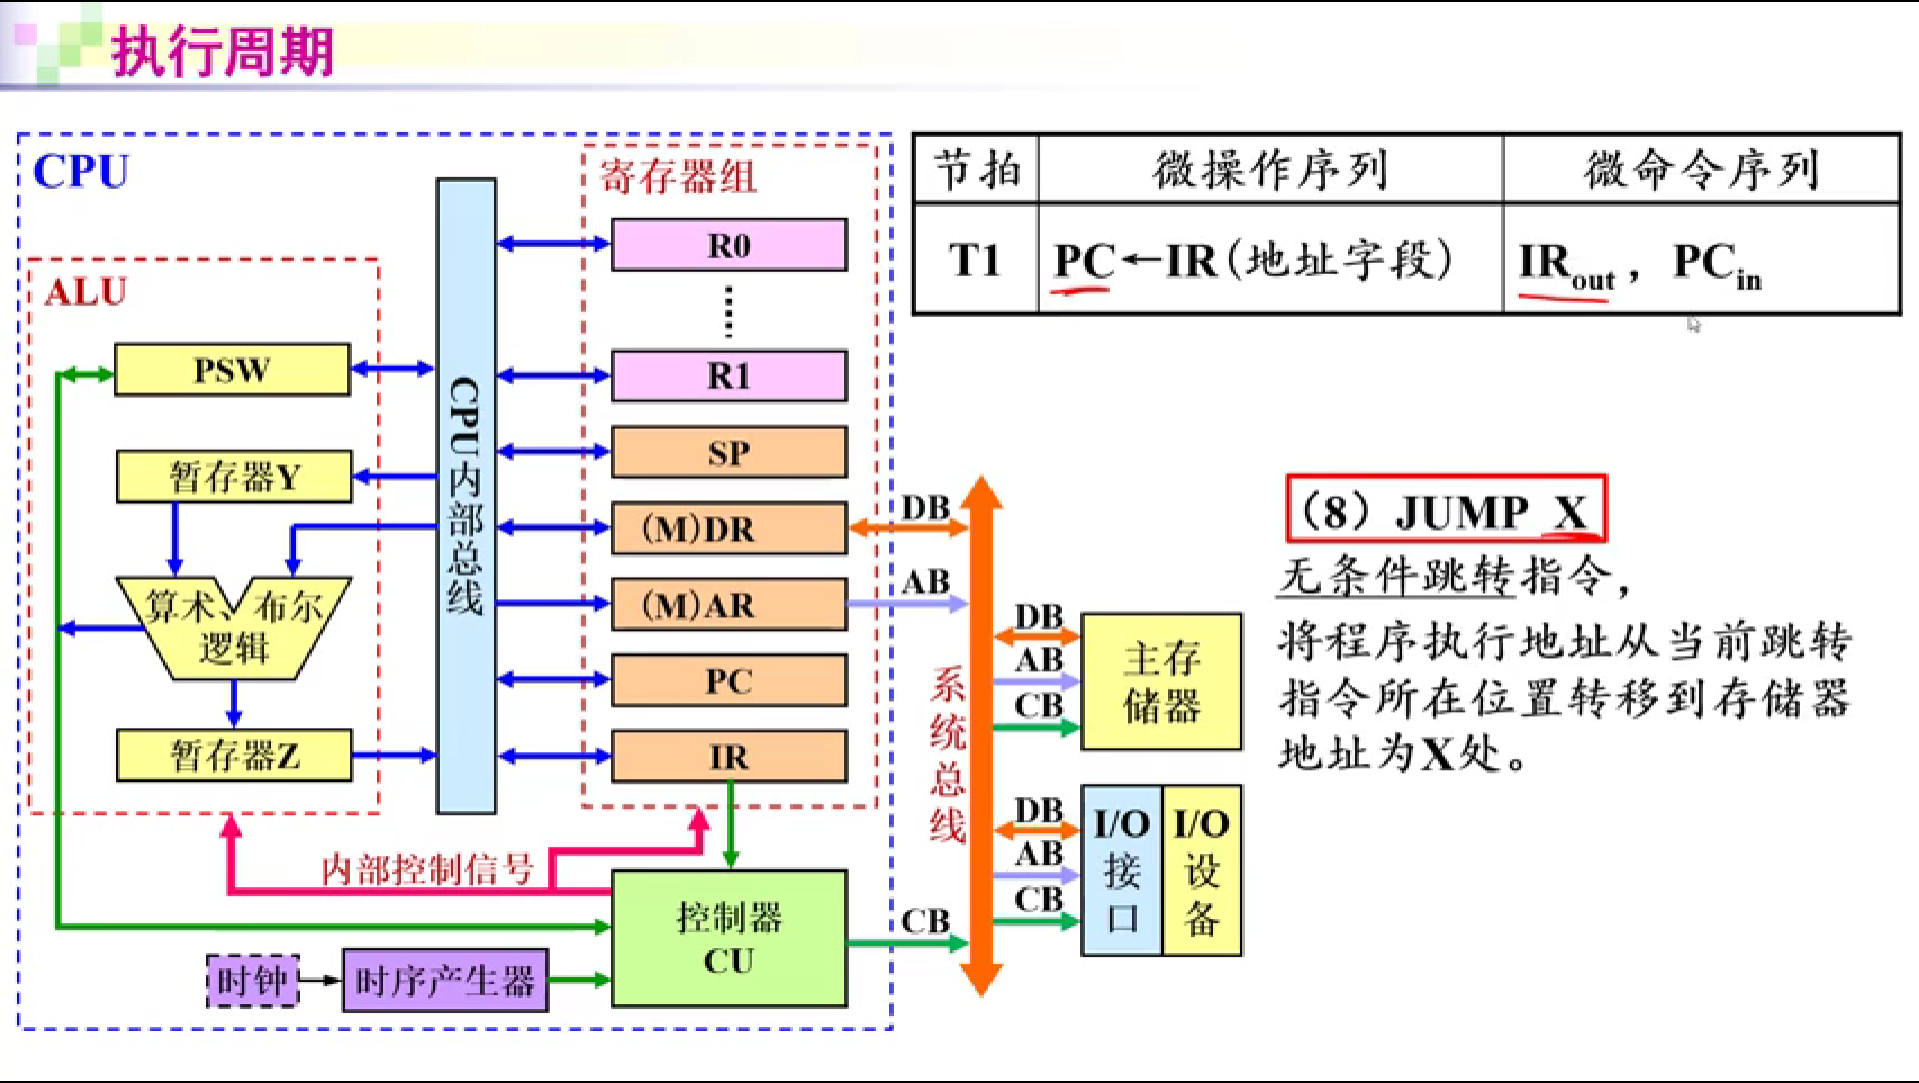 执行周期
CPU
ALU
PSW
暂存器Y
算术、布尔
逻辑
暂存器Z
CPU内部总线
寄存器组
R0
R1
SP
(M)DR
(M)AR
PC
IR
内部控制信号
控制器
CU
时钟
时序产生器
DB
AB
CB
系统总线
DB
AB
CB
主存
储器
DB
AB
CB
I/O
接
口
I/O
设
备
节拍 微操作序列 微命令序列
T1 PC←IR(地址字段) IRout, PCin
(8) JUMP X
无条件跳转指令,
将程序执行地址从当前跳转
指令所在位置转移到存储器
地址为X处。